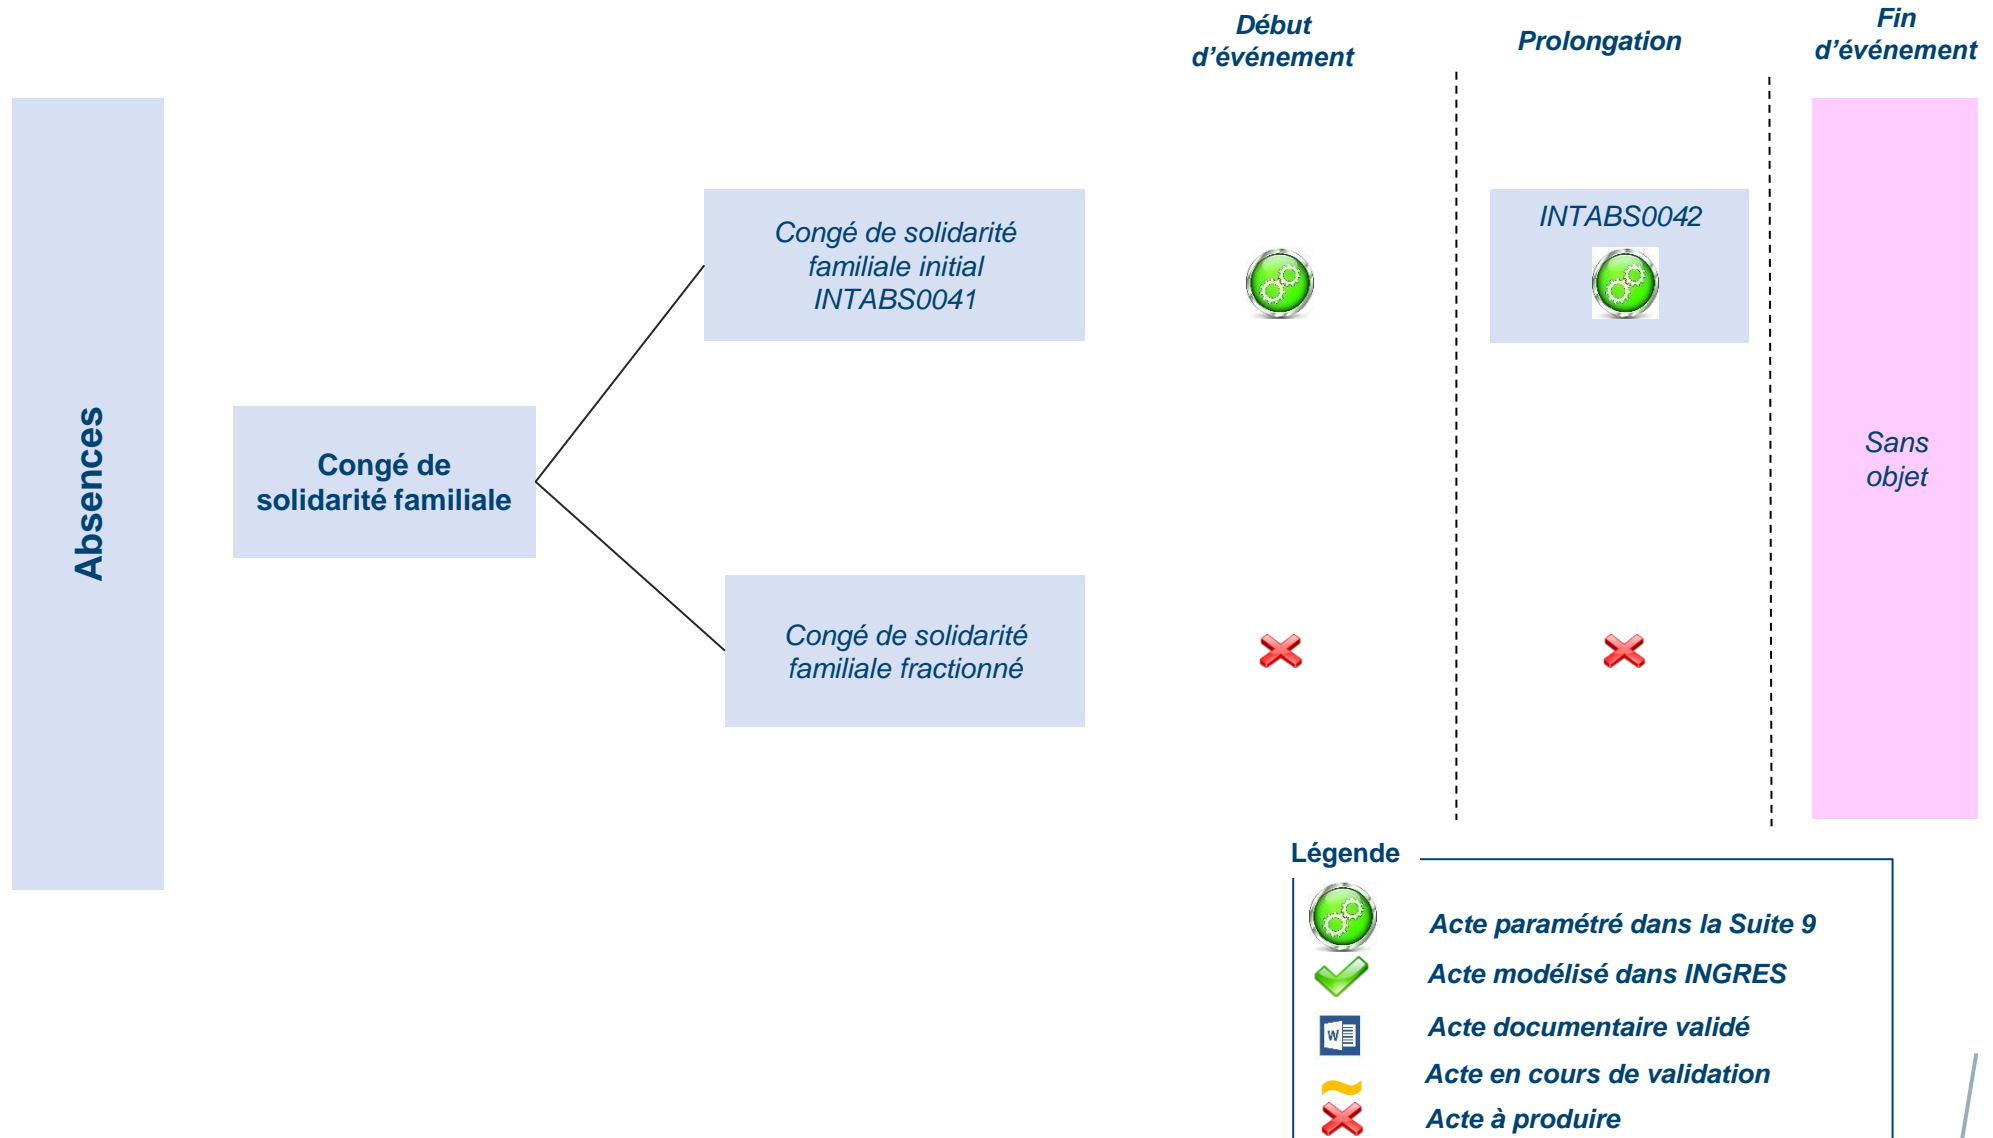 Début
d’événement
Prolongation
Fin
d’événement
Absences
Congé de
solidarité familiale
Congé de solidarité
familiale initial
INTABS0041
INTABS0042
Congé de solidarité
familiale fractionné
Sans
objet
Légende
Acte paramétré dans la Suite 9
Acte modélisé dans INGRES
W
Acte documentaire validé
Acte en cours de validation
Acte à produire